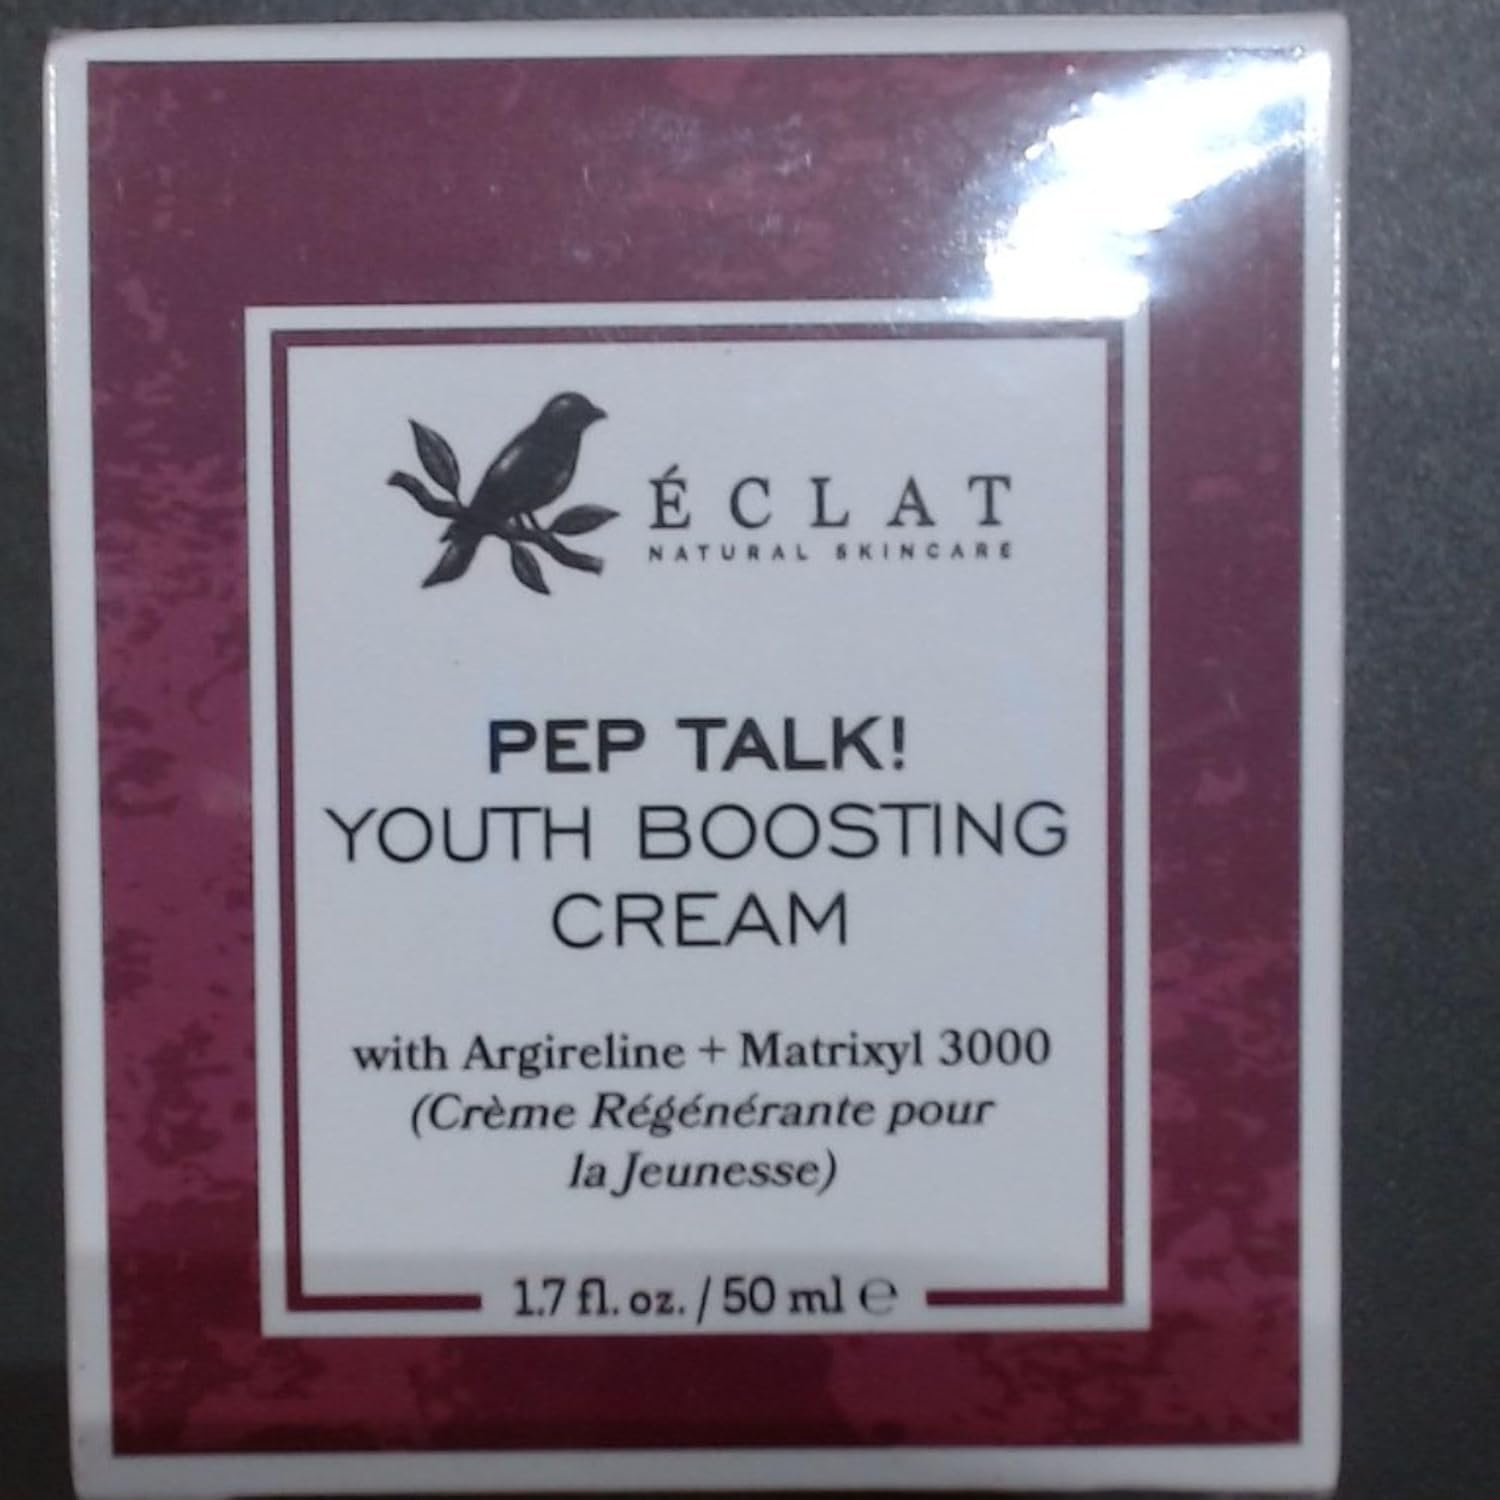 ÉCLAT
NATURAL SKINCARE
PEP TALK!
YOUTH BOOSTING
CREAM
with Argireline + Matrixyl 3000
(Crème Régénérante pour
la Jeunesse)
1.7 fl. oz. / 50 ml ℮